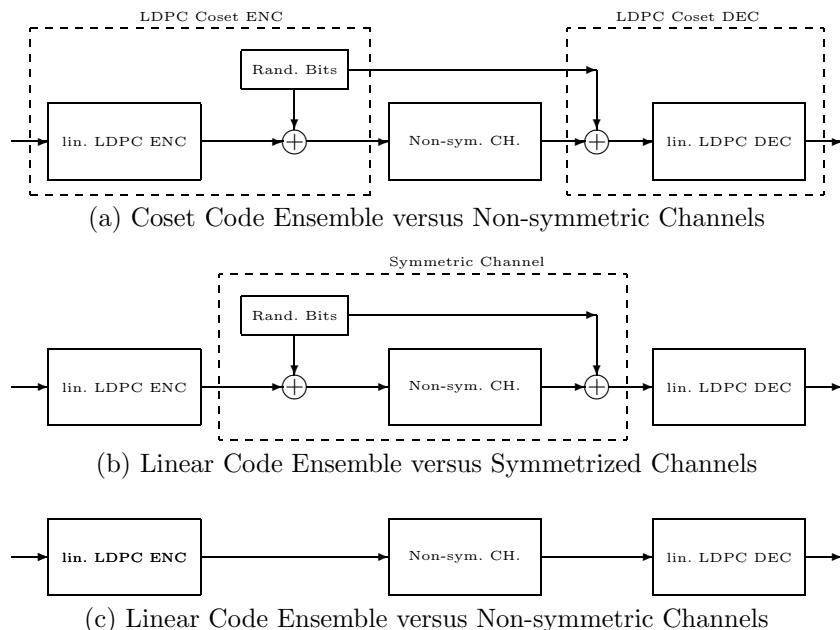 LDPC Coset ENC
LDPC Coset DEC
Rand. Bits
lin. LDPC ENC
Non-sym. CH.
lin. LDPC DEC
(a) Coset Code Ensemble versus Non-symmetric Channels
Symmetric Channel
Rand. Bits
lin. LDPC ENC
Non-sym. CH.
lin. LDPC DEC
(b) Linear Code Ensemble versus Symmetrized Channels
lin. LDPC ENC
Non-sym. CH.
lin. LDPC DEC
(c) Linear Code Ensemble versus Non-symmetric Channels